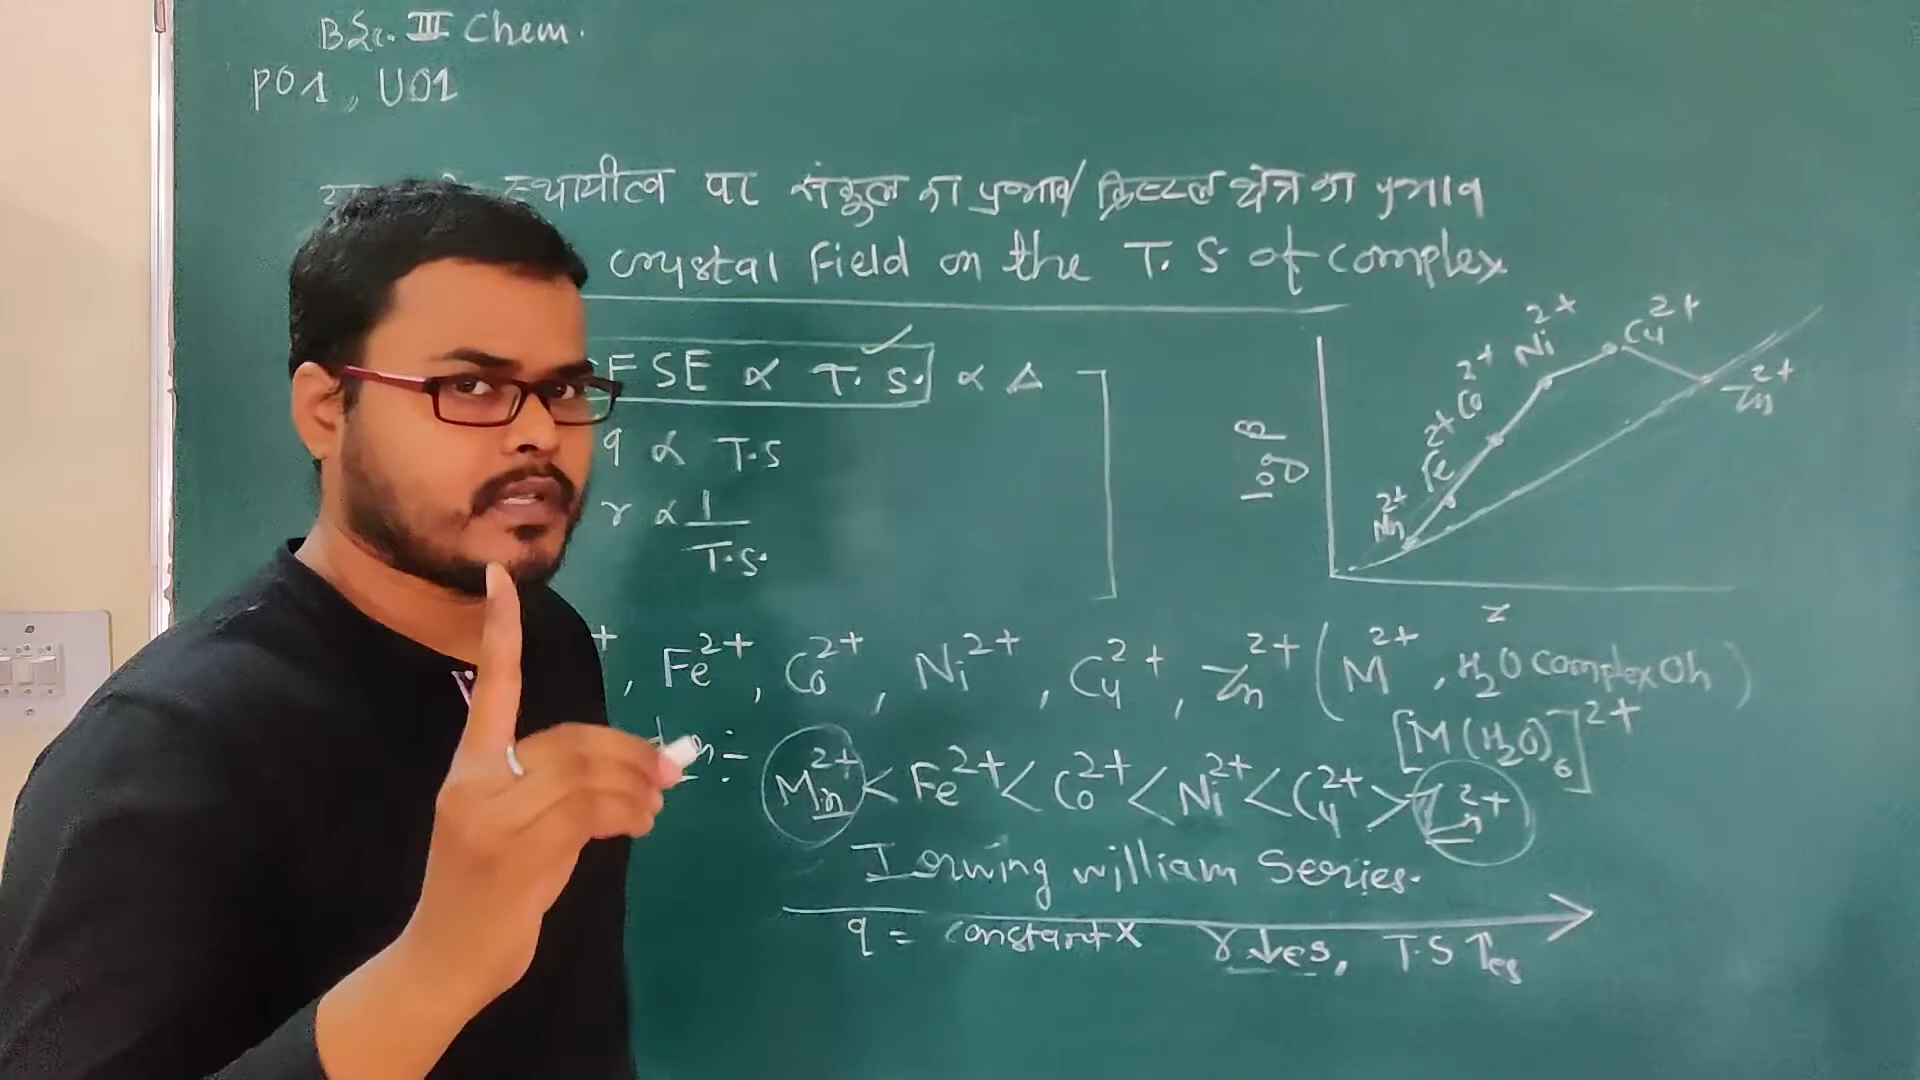 BSc. III Chem.
P01, U01
स्थायीत्व पर संकुल का प्रभाव/क्रिस्टल क्षेत्र का प्रभाव
crystal Field on the T. S. of complex
FSE ∝ T. S. ∝ Δ
q ∝ T.S
r ∝ 1/T.S.
log β
Mn²⁺ Fe²⁺ Co²⁺ Ni²⁺ Cu²⁺ Zn²⁺
Z
, Fe²⁺, Co²⁺, Ni²⁺, Cu²⁺, Zn²⁺ (M²⁺, H₂O complex Oh)
[M(H₂O)₆]²⁺
Mn²⁺ < Fe²⁺ < Co²⁺ < Ni²⁺ < Cu²⁺ > Zn²⁺
Irwing william Series.
q = constant x r ↓es, T.S ↑es